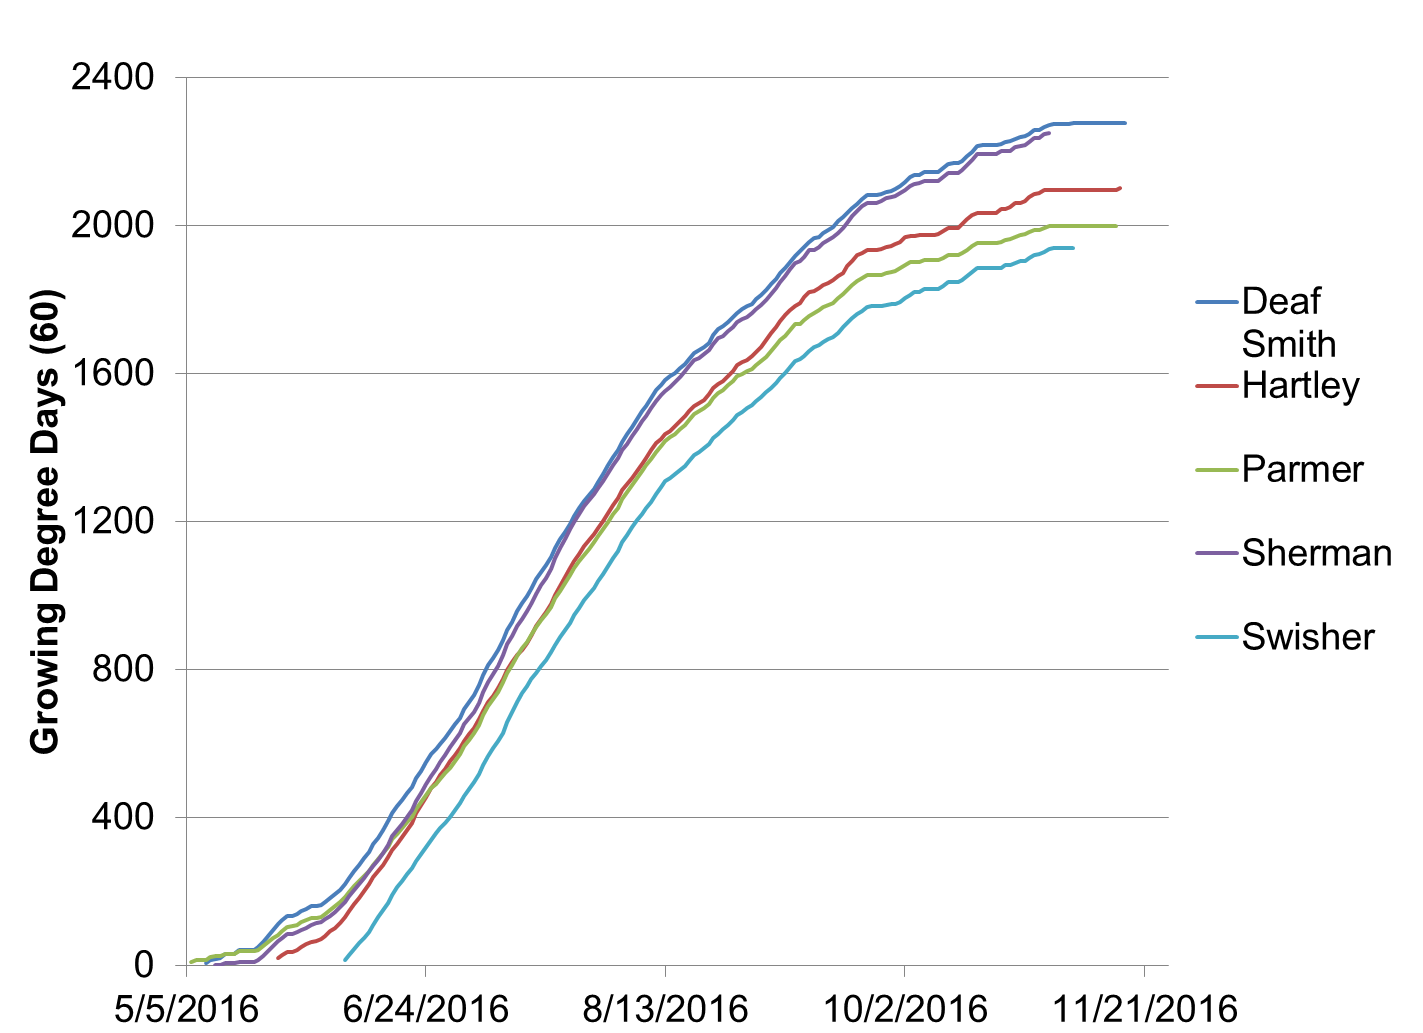 2400
2000
1600
1200
800
400
0
Growing Degree Days (60)
5/5/2016
6/24/2016
8/13/2016
10/2/2016
11/21/2016
Deaf
Smith
Hartley
Parmer
Sherman
Swisher